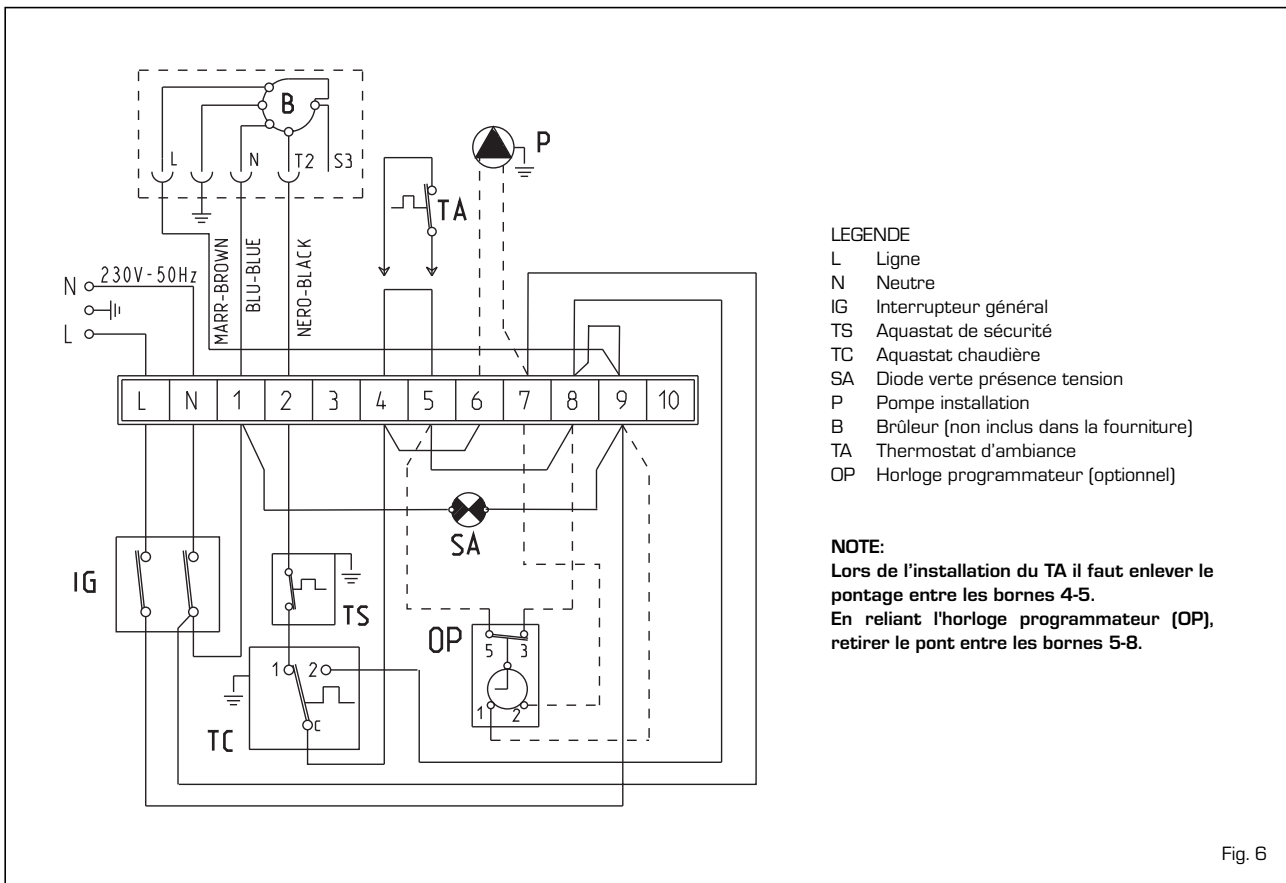 B
L
N
T2
S3
P
TA
MARR-BROWN
BLU-BLUE
NERO-BLACK
N
230V-50Hz
L
L N 1 2 3 4 5 6 7 8 9 10
SA
IG
TS
OP
5 3
1 2
1 2
C
TC
LEGENDE
L Ligne
N Neutre
IG Interrupteur général
TS Aquastat de sécurité
TC Aquastat chaudière
SA Diode verte présence tension
P Pompe installation
B Brûleur (non inclus dans la fourniture)
TA Thermostat d'ambiance
OP Horloge programmateur (optionnel)
NOTE:
Lors de l'installation du TA il faut enlever le
pontage entre les bornes 4-5.
En reliant l'horloge programmateur (OP),
retirer le pont entre les bornes 5-8.
Fig. 6